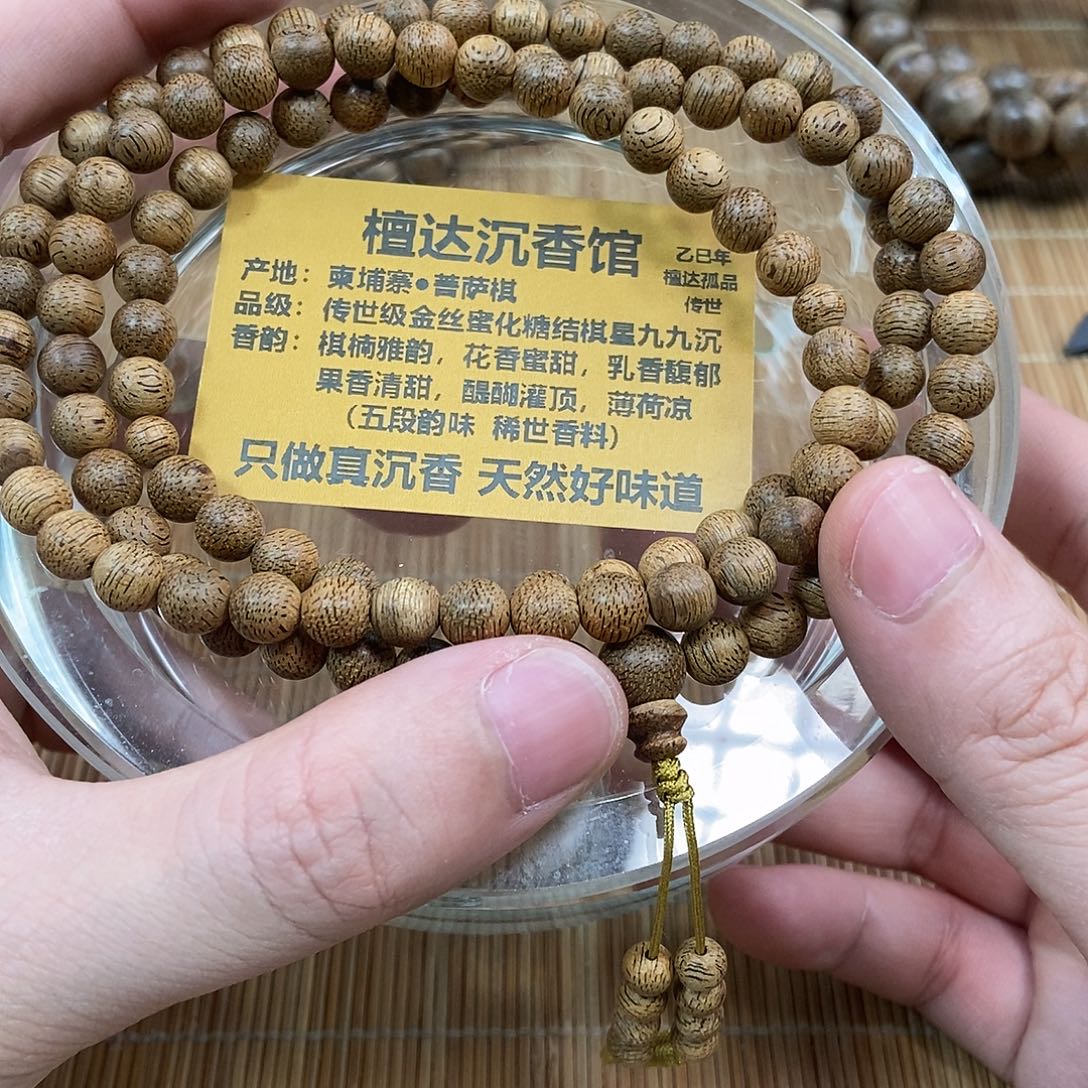 檀达沉香馆
乙巳年
檀达孤品
传世
产地：柬埔寨●菩萨棋
品级：传世级金丝蜜化糖结棋星九九沉
香韵：棋楠雅韵，花香蜜甜，乳香馥郁
果香清甜，醍醐灌顶，薄荷凉
（五段韵味 稀世香料）
只做真沉香 天然好味道